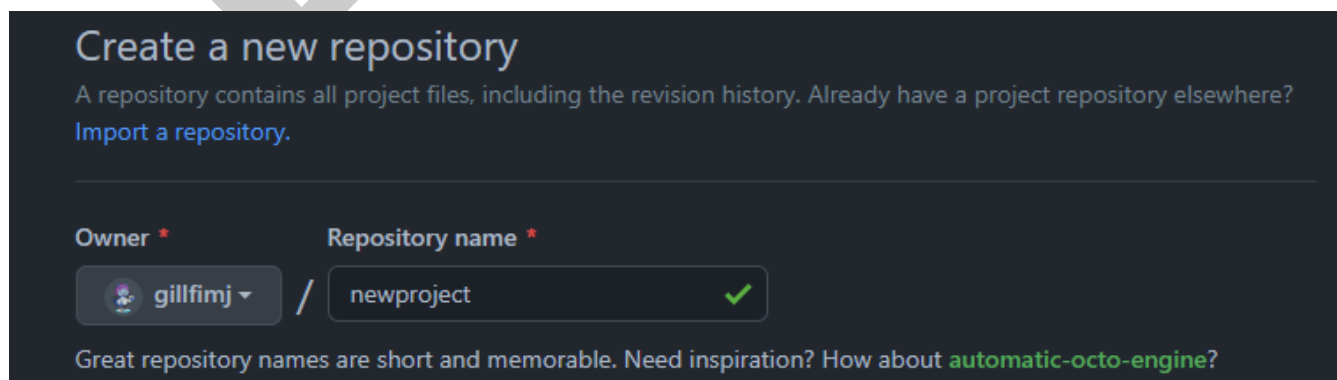 Create a new repository
A repository contains all project files, including the revision history. Already have a project repository elsewhere?
Import a repository.
Owner * Repository name *
gillfimj / newproject
Great repository names are short and memorable. Need inspiration? How about automatic-octo-engine?